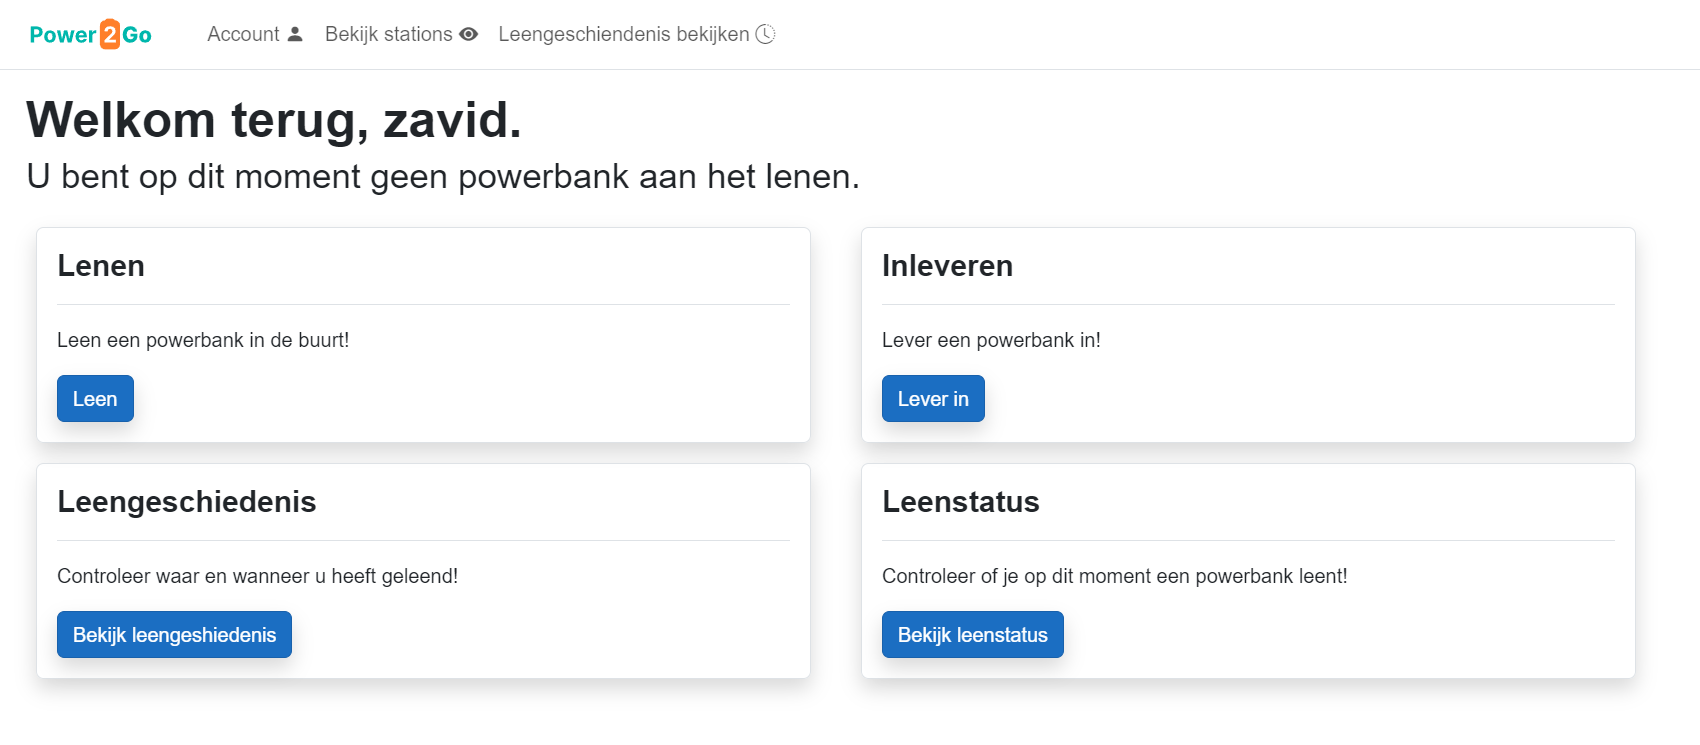 Power2Go
Account
Bekijk stations
Leengeschiendenis bekijken
Welkom terug, zavid.
U bent op dit moment geen powerbank aan het lenen.
Lenen
Leen een powerbank in de buurt!
Leen
Inleveren
Lever een powerbank in!
Lever in
Leengeschiedenis
Controleer waar en wanneer u heeft geleend!
Bekijk leengeshiedenis
Leenstatus
Controleer of je op dit moment een powerbank leent!
Bekijk leenstatus